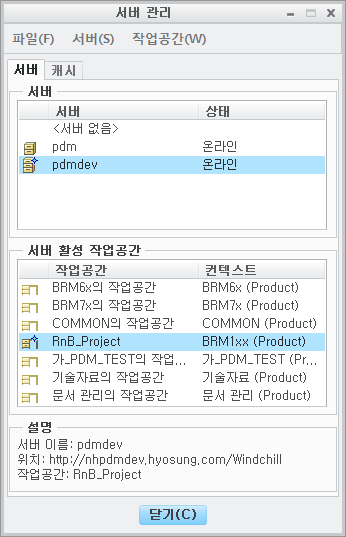 서버 관리
파일(F) 서버(S) 작업공간(W)
서버 캐시
서버
서버 상태
<서버 없음>
pdm 온라인
pdmdev 온라인
서버 활성 작업공간
작업공간 컨텍스트
BRM6x의 작업공간 BRM6x (Product)
BRM7x의 작업공간 BRM7x (Product)
COMMON의 작업공간 COMMON (Product)
RnB_Project BRM1xx (Product)
가_PDM_TEST의 작업... 가_PDM_TEST (Pr...
기술자료의 작업공간 기술자료 (Product)
문서 관리의 작업공간 문서 관리 (Product)
설명
서버 이름: pdmdev
위치: http://nhpdmdev.hyosung.com/Windchill
작업공간: RnB_Project
닫기(C)